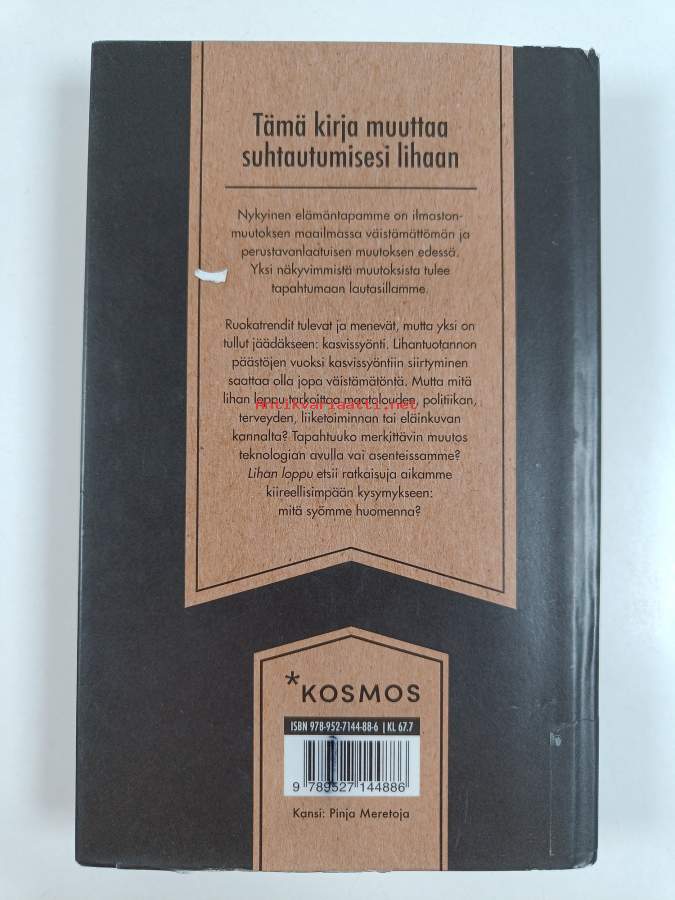 Tämä kirja muuttaa
suhtautumisesi lihaan
Nykyinen elämäntapamme on ilmaston-
muutoksen maailmassa väistämättömän ja
perustavanlaatuisen muutoksen edessä.
Yksi näkyvimmistä muutoksista tulee
tapahtumaan lautasillamme.
Ruokatrendit tulevat ja menevät, mutta yksi on
tullut jäädäkseen: kasvissyönti. Lihantuotannon
päästöjen vuoksi kasvissyöntiin siirtyminen
saattaa olla jopa väistämätöntä. Mutta mitä
lihan loppu tarkoittaa maatalouden, politiikan,
Antikvariaatti.net
terveyden, liiketoiminnan tai eläinkuvan
kannalta? Tapahtuuko merkittävin muutos
teknologian avulla vai asenteissamme?
Lihan loppu etsii ratkaisuja aikamme
kiireellisimpään kysymykseen:
mitä syömme huomenna?
*KOSMOS
ISBN 978-952-7144-88-6 | KL 67.7
9 789527 144886
Kansi: Pinja Meretoja